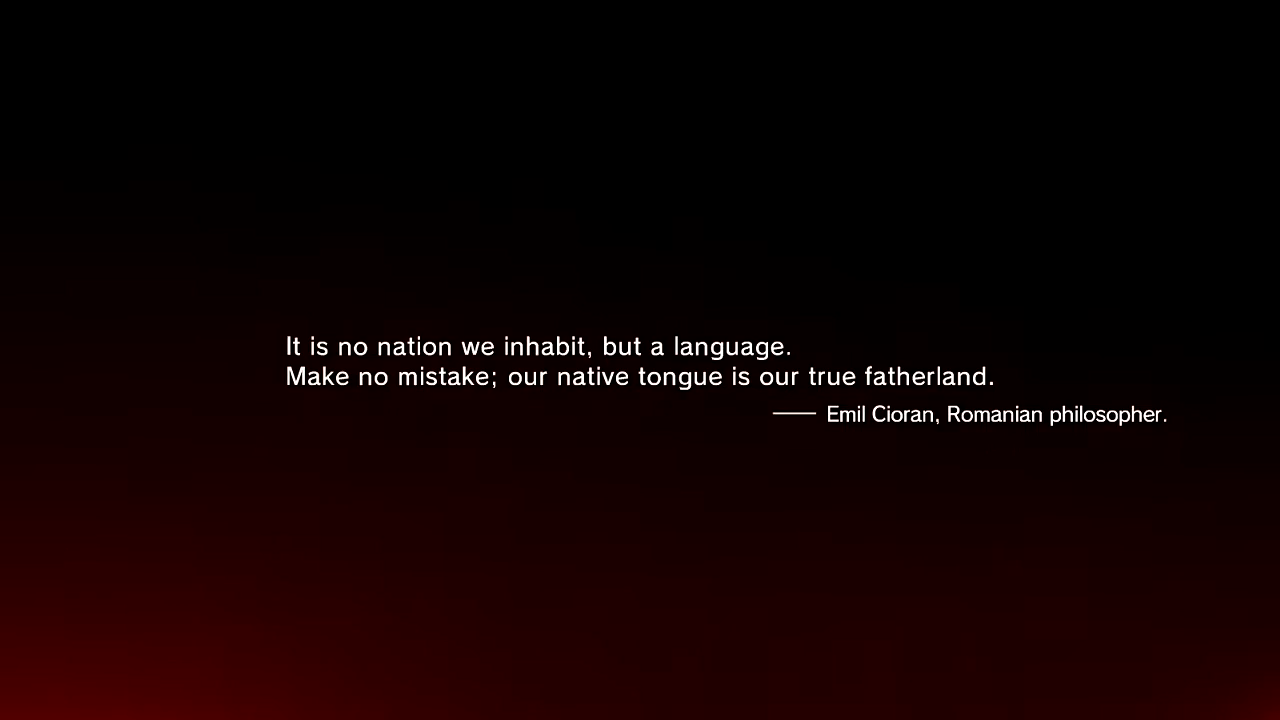 It is no nation we inhabit, but a language.
Make no mistake; our native tongue is our true fatherland.
—— Emil Cioran, Romanian philosopher.